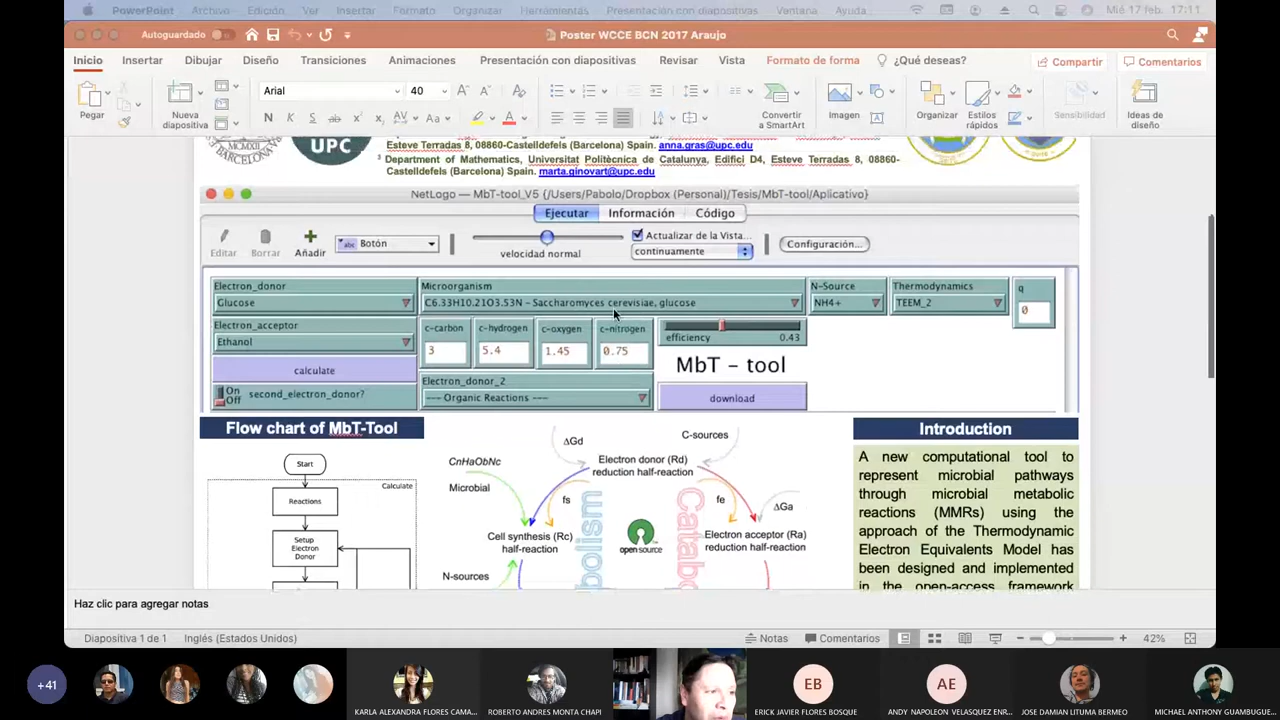 PowerPoint Archivo Edición Ver Insertar Formato Organizar Herramientas Presentación con diapositivas Ventana Ayuda Mié 17 feb. 17:11
Autoguardado Poster WCCE BCN 2017 Araujo
Inicio Insertar Dibujar Diseño Transiciones Animaciones Presentación con diapositivas Revisar Vista Formato de forma ¿Qué deseas? Compartir Comentarios
Arial 40
Pegar Nueva diapositiva Convertir a SmartArt Imagen Organizar Estilos rápidos Sensibilidad Ideas de diseño
N K S ab AV Aa A
UPC
Esteve Terradas 8, 08860-Castelldefels (Barcelona) Spain. anna.gras@upc.edu
3 Department of Mathematics, Universitat Politècnica de Catalunya, Edifici D4, Esteve Terradas 8, 08860-
Castelldefels (Barcelona) Spain. marta.ginovart@upc.edu
NetLogo — MbT-tool_V5 {/Users/Pabolo/Dropbox (Personal)/Tesis/MbT-tool/Aplicativo}
Ejecutar Información Código
Editar Borrar Añadir abc Botón velocidad normal Actualizar de la Vista... continuamente Configuración...
Electron_donor
Glucose
Microorganism
C6.33H10.21O3.53N - Saccharomyces cerevisiae, glucose
N-Source
NH4+
Thermodynamics
TEEM_2
q
0
Electron_acceptor
Ethanol
c-carbon
3
c-hydrogen
5.4
c-oxygen
1.45
c-nitrogen
0.75
efficiency 0.43
MbT - tool
calculate
On
Off
second_electron_donor?
Electron_donor_2
--- Organic Reactions ---
download
Flow chart of MbT-Tool
Start
Calculate
Reactions
Setup
Electron
Donor
ΔGd
C-sources
CnHaObNc
Microbial
Electron donor (Rd)
reduction half-reaction
fs
fe
ΔGa
Cell synthesis (Rc)
half-reaction
open source
Electron acceptor (Ra)
reduction half-reaction
N-sources
bolism
Catab
Introduction
A new computational tool to
represent microbial pathways
through microbial metabolic
reactions (MMRs) using the
approach of the Thermodynamic
Electron Equivalents Model has
been designed and implemented
in the open-access framework
Haz clic para agregar notas
Diapositiva 1 de 1 Inglés (Estados Unidos) Notas Comentarios 42%
+41
KARLA ALEXANDRA FLORES CAMA...
ROBERTO ANDRES MONTA CHAPI
EB
ERICK JAVIER FLORES BOSQUE
AE
ANDY NAPOLEON VELASQUEZ ENR...
JOSE DAMIAN LITUMA BERMEO
MICHAEL ANTHONY GUAMBUGUE...